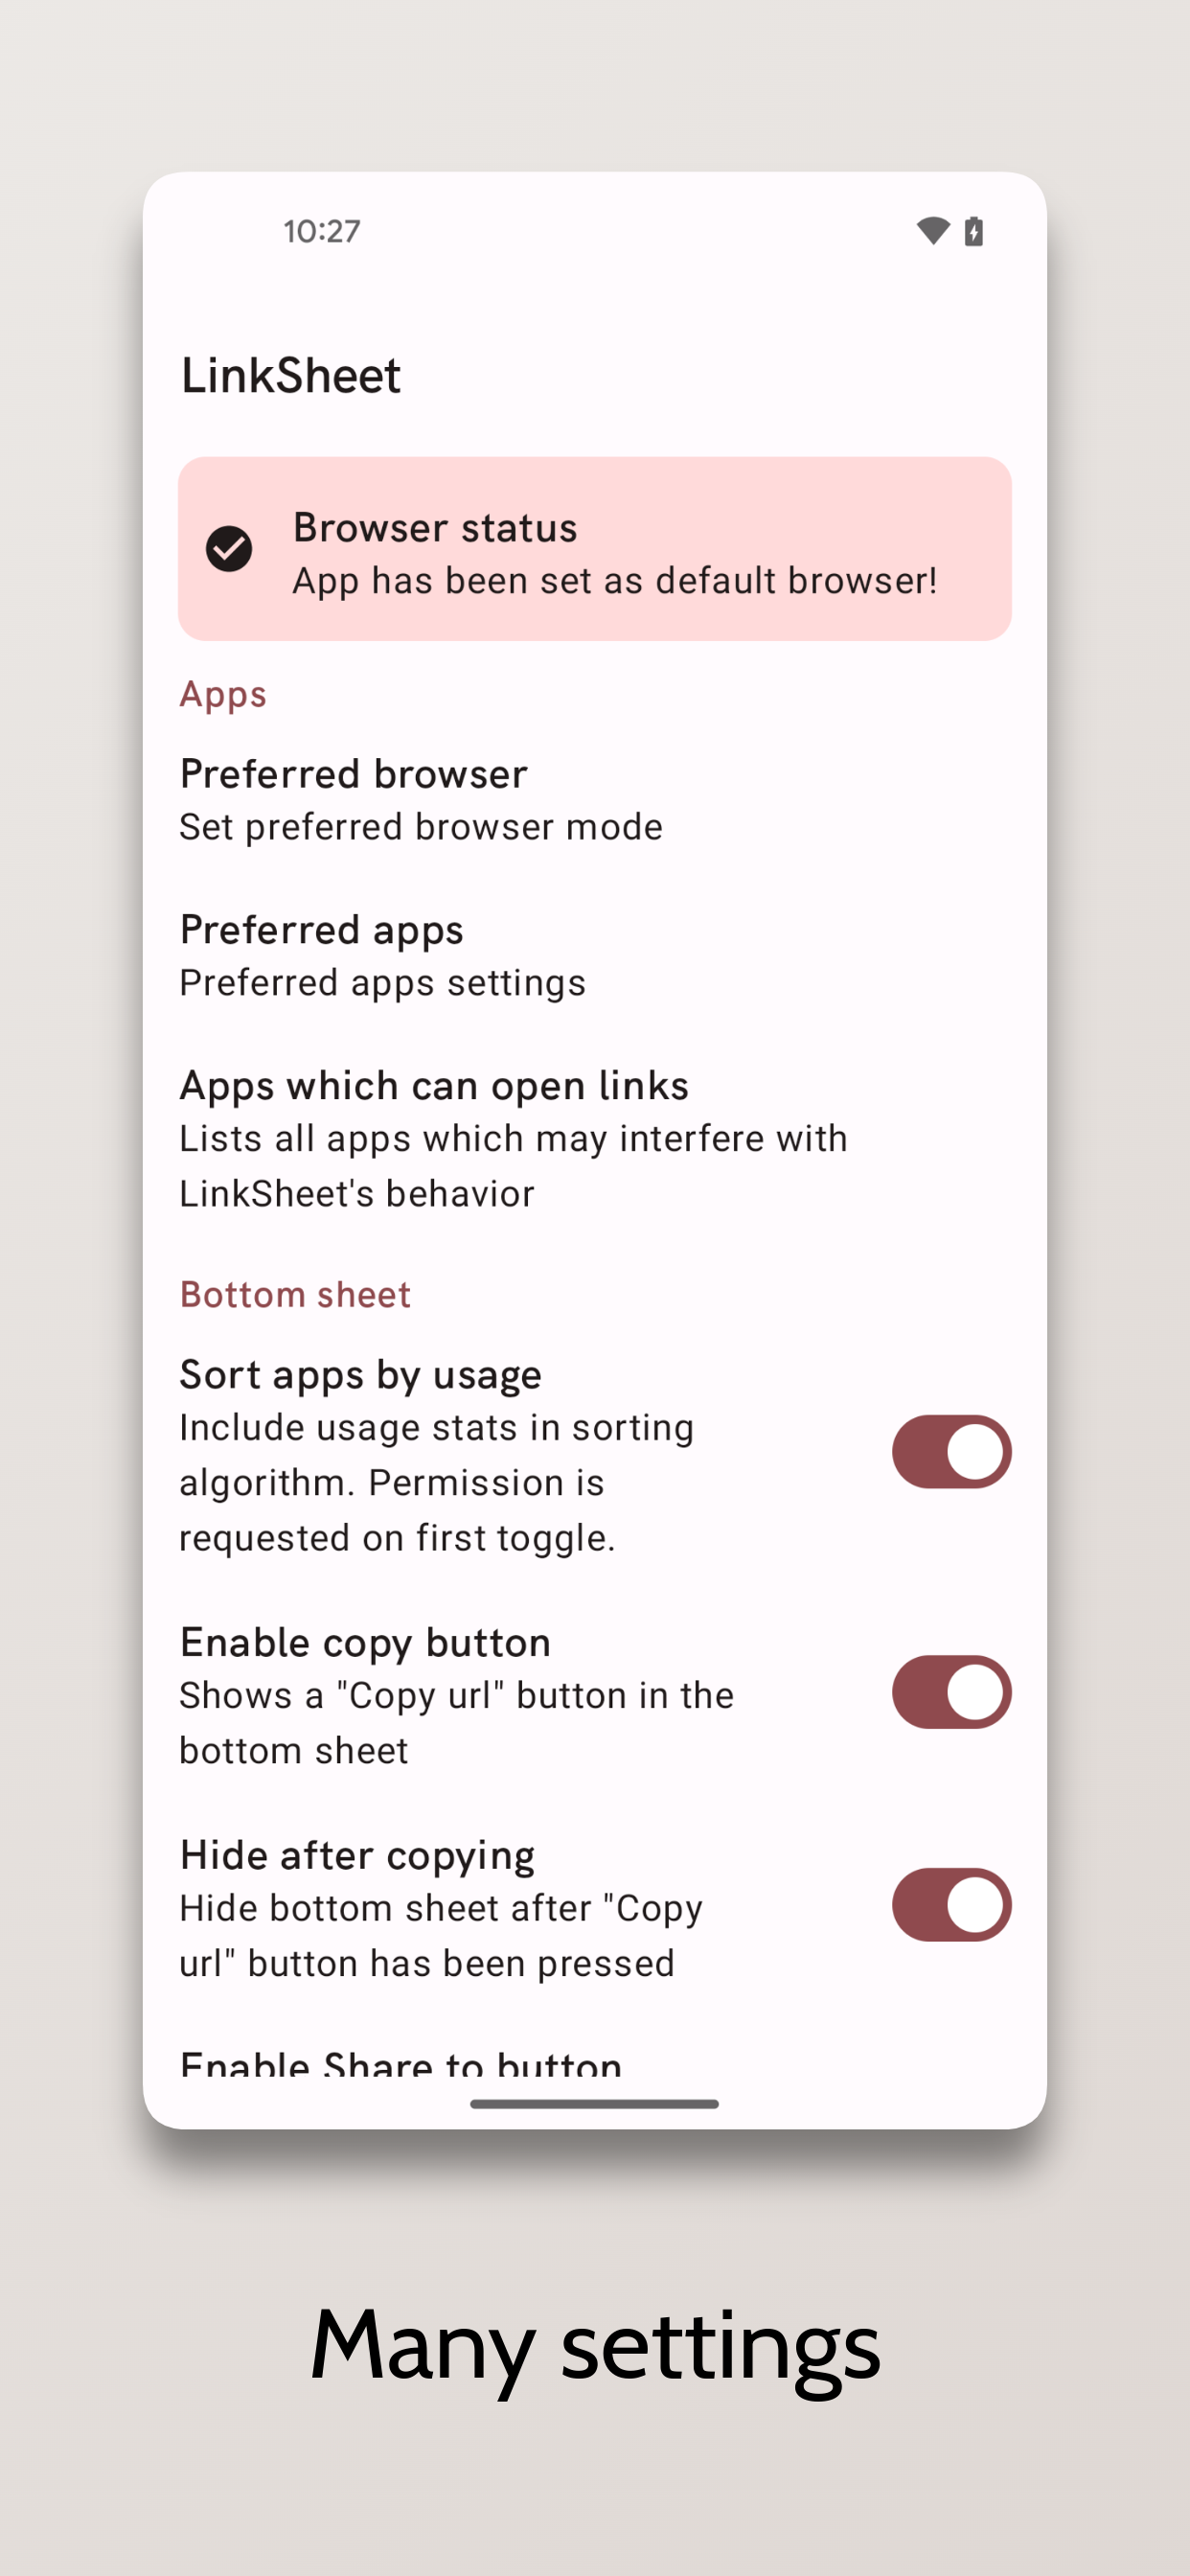 10:27
LinkSheet
Browser status
App has been set as default browser!
Apps
Preferred browser
Set preferred browser mode
Preferred apps
Preferred apps settings
Apps which can open links
Lists all apps which may interfere with
LinkSheet's behavior
Bottom sheet
Sort apps by usage
Include usage stats in sorting
algorithm. Permission is
requested on first toggle.
Enable copy button
Shows a "Copy url" button in the
bottom sheet
Hide after copying
Hide bottom sheet after "Copy
url" button has been pressed
Enable Share to button
Many settings